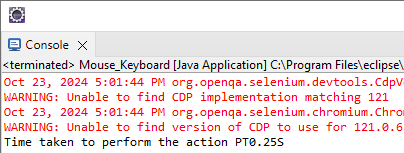 Console
<terminated> Mouse_Keyboard [Java Application] C:\Program Files\eclipse\
Oct 23, 2024 5:01:44 PM org.openqa.selenium.devtools.CdpV
WARNING: Unable to find CDP implementation matching 121
Oct 23, 2024 5:01:44 PM org.openqa.selenium.chromium.Chro
WARNING: Unable to find version of CDP to use for 121.0.6
Time taken to perform the action PT0.25S